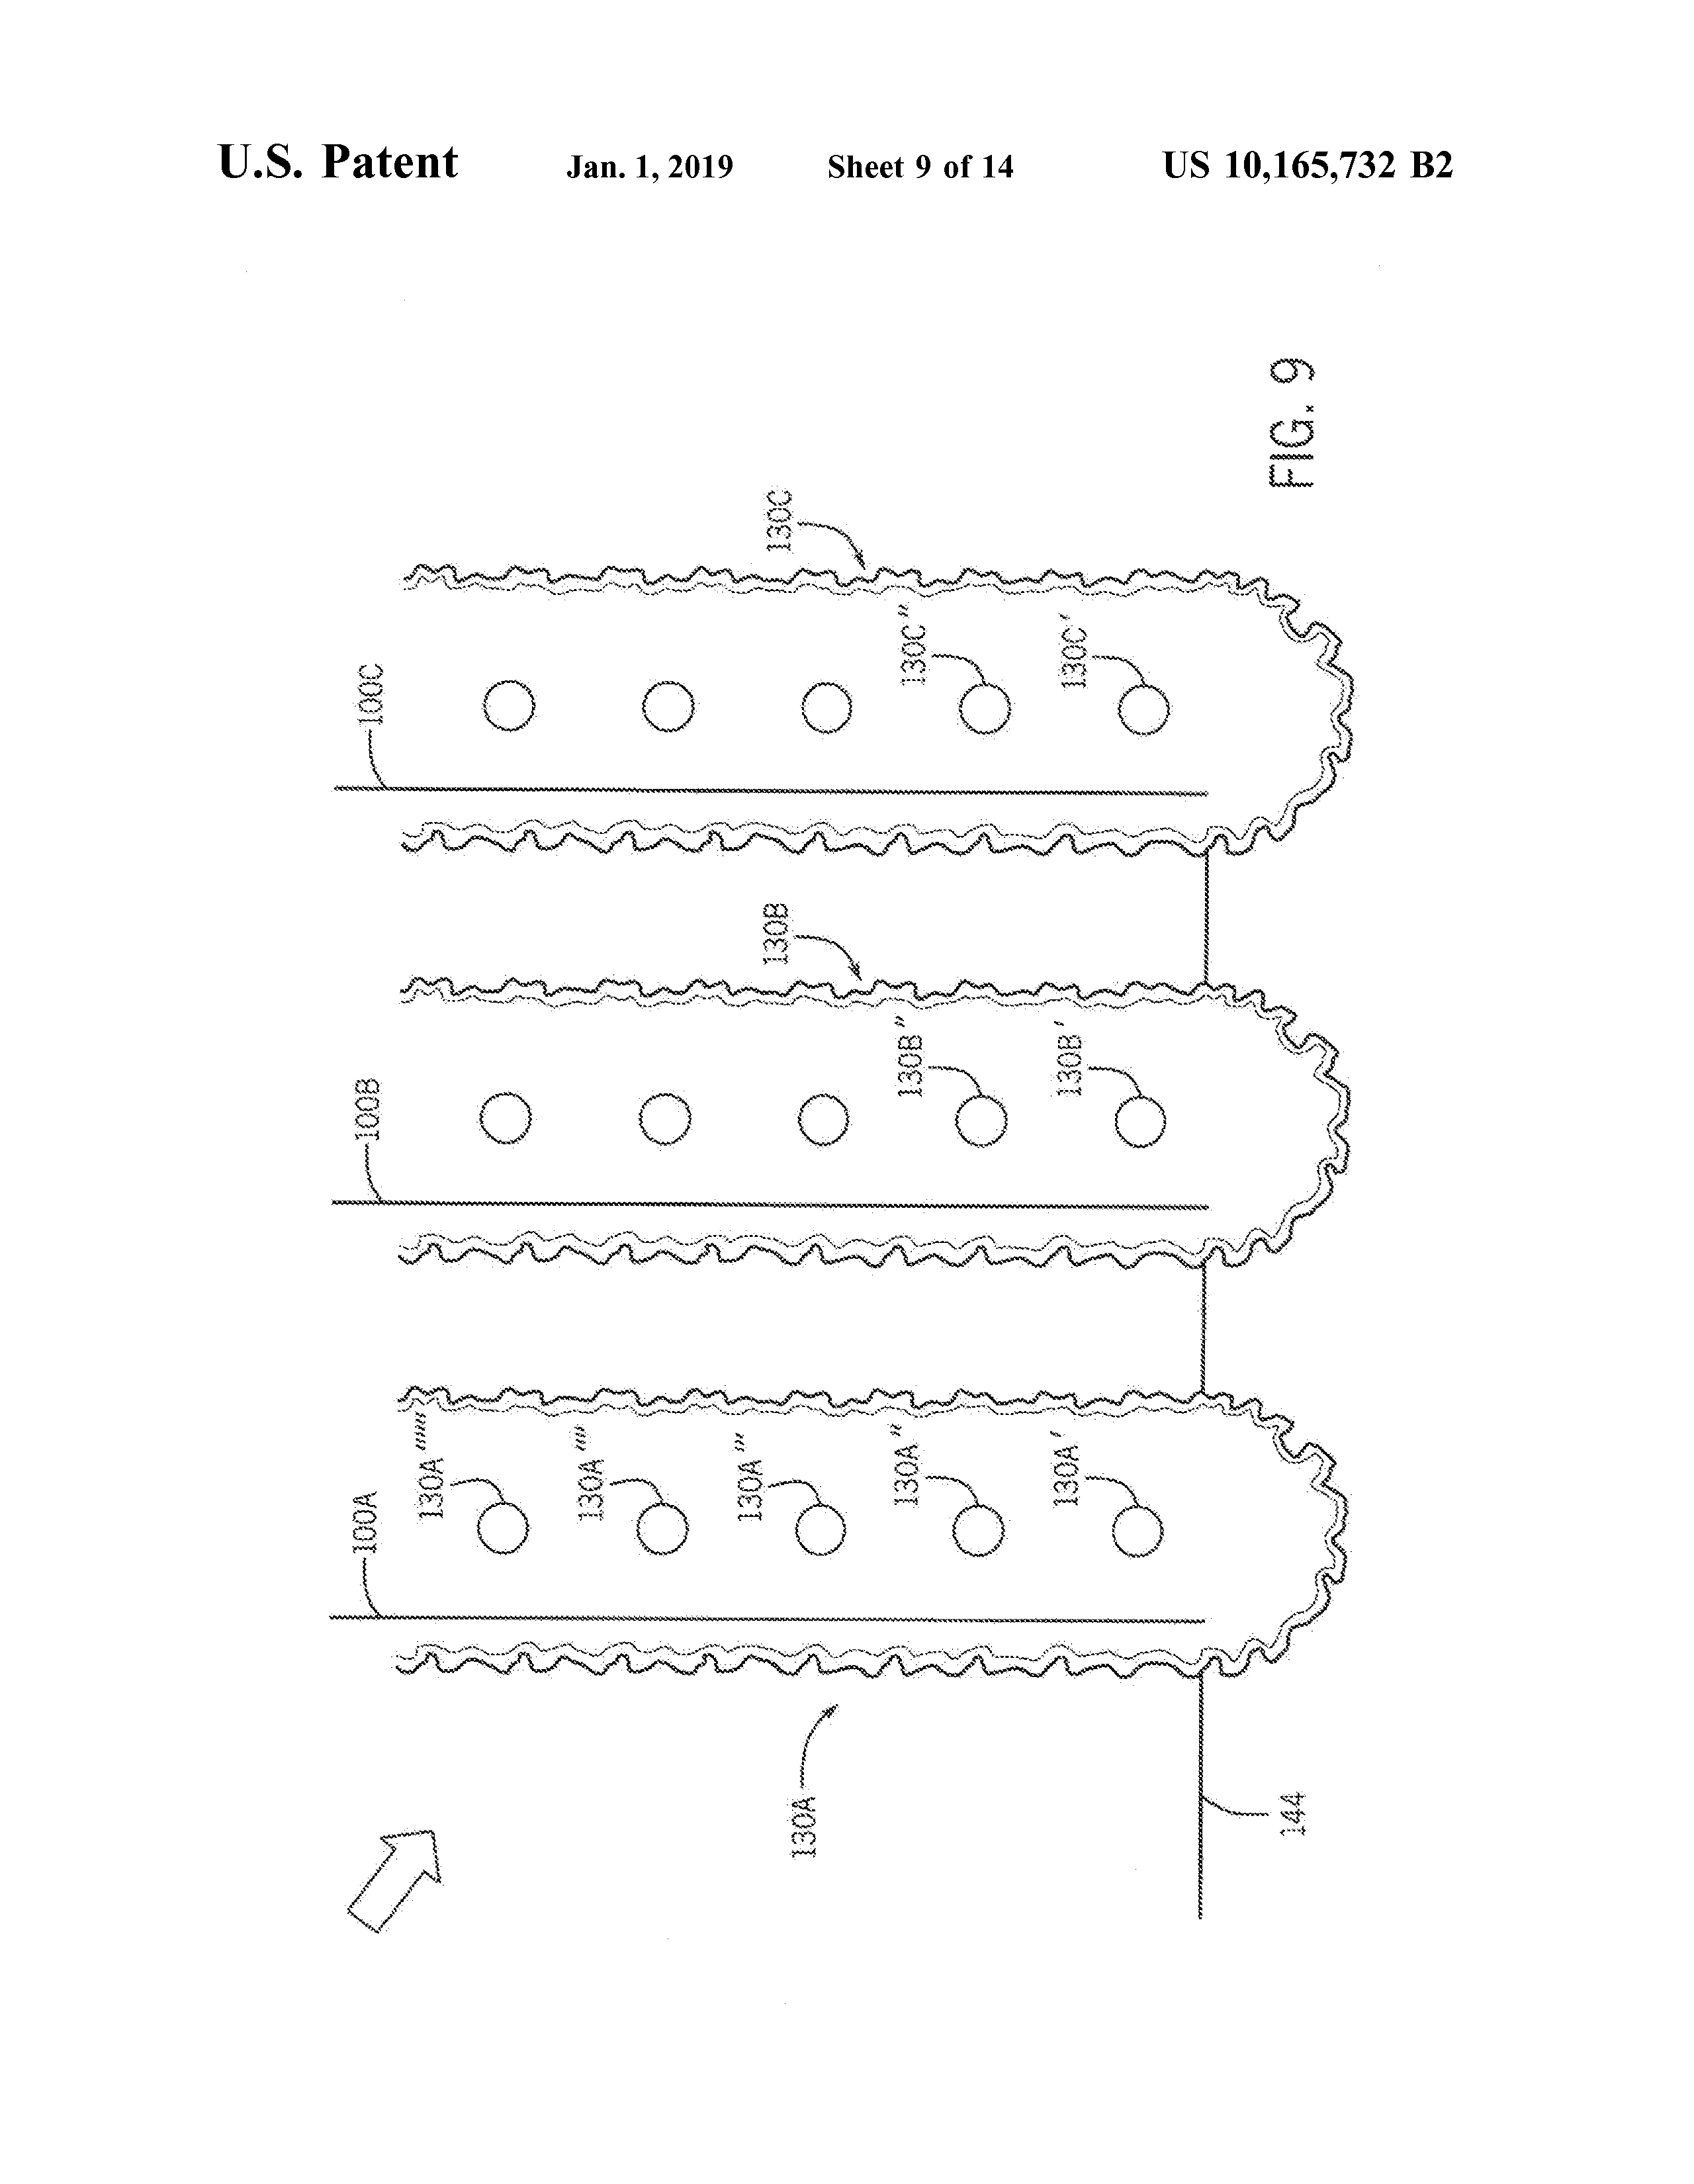 U.S. Patent Jan. 1, 2019 Sheet 9 of 14 US 10,165,732 B2
100A
100B
100C
130A'''''
130A''''
130A'''
130A''
130A'
130B''
130B'
130C''
130C'
130A
130B
130C
144
FIG. 9